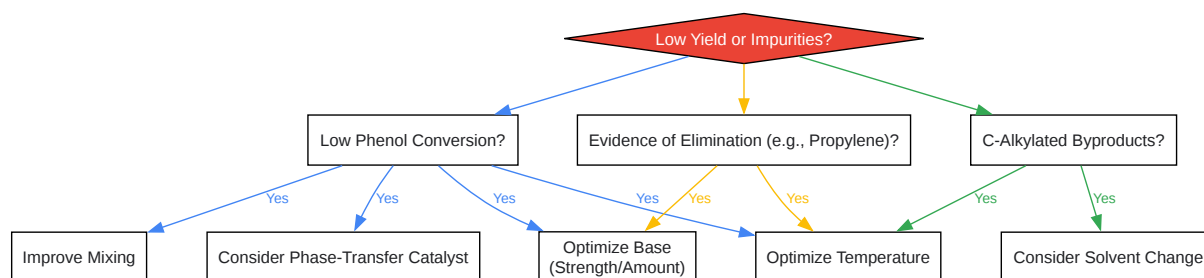 Low Yield or Impurities?
Low Phenol Conversion?
Evidence of Elimination (e.g., Propylene)?
C-Alkylated Byproducts?
Yes
Yes
Yes
Yes
Yes
Yes
Yes
Yes
Improve Mixing
Consider Phase-Transfer Catalyst
Optimize Base
(Strength/Amount)
Optimize Temperature
Consider Solvent Change